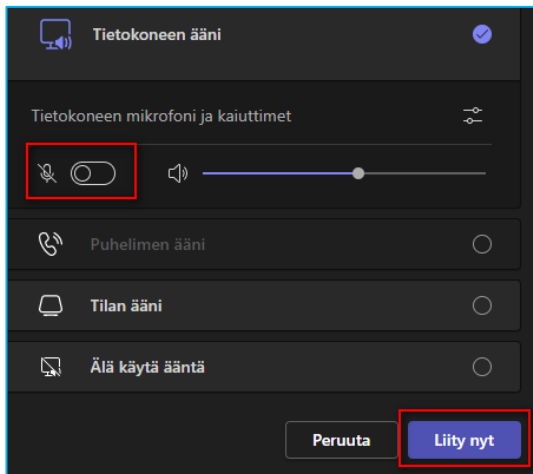 Tietokoneen ääni
Tietokoneen mikrofoni ja kaiuttimet
Puhelimen ääni
Tilan ääni
Älä käytä ääntä
Peruuta
Liity nyt